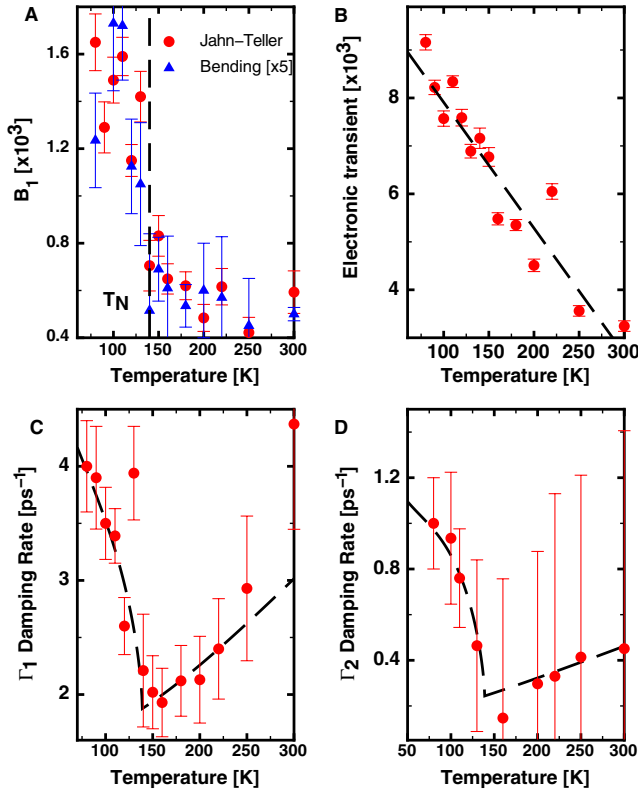 A
B₁ [x10³]
1.6
1.2
0.8
0.4
Jahn−Teller
Bending [x5]
T_N
100
150
200
250
300
Temperature [K]
B
Electronic transient [x10³]
8
6
4
100
150
200
250
300
Temperature [K]
C
Γ₁ Damping Rate [ps⁻¹]
4
3
2
100
150
200
250
300
Temperature [K]
D
Γ₂ Damping Rate [ps⁻¹]
1.2
0.8
0.4
50
100
150
200
250
300
Temperature [K]